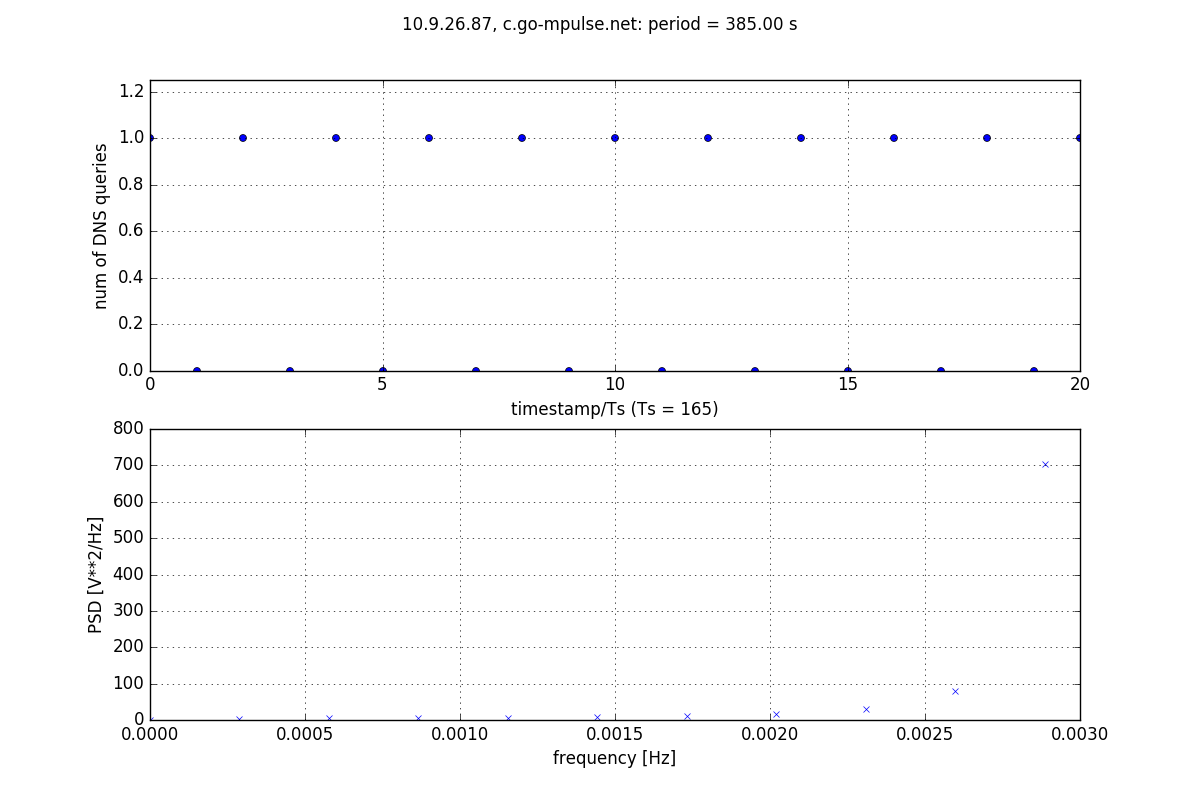 10.9.26.87, c.go-mpulse.net: period = 385.00 s
1.2
1.0
0.8
0.6
0.4
0.2
0.0
num of DNS queries
0 5 10 15 20
timestamp/Ts (Ts = 165)
800
700
600
500
400
300
200
100
0
PSD [V**2/Hz]
0.0000 0.0005 0.0010 0.0015 0.0020 0.0025 0.0030
frequency [Hz]